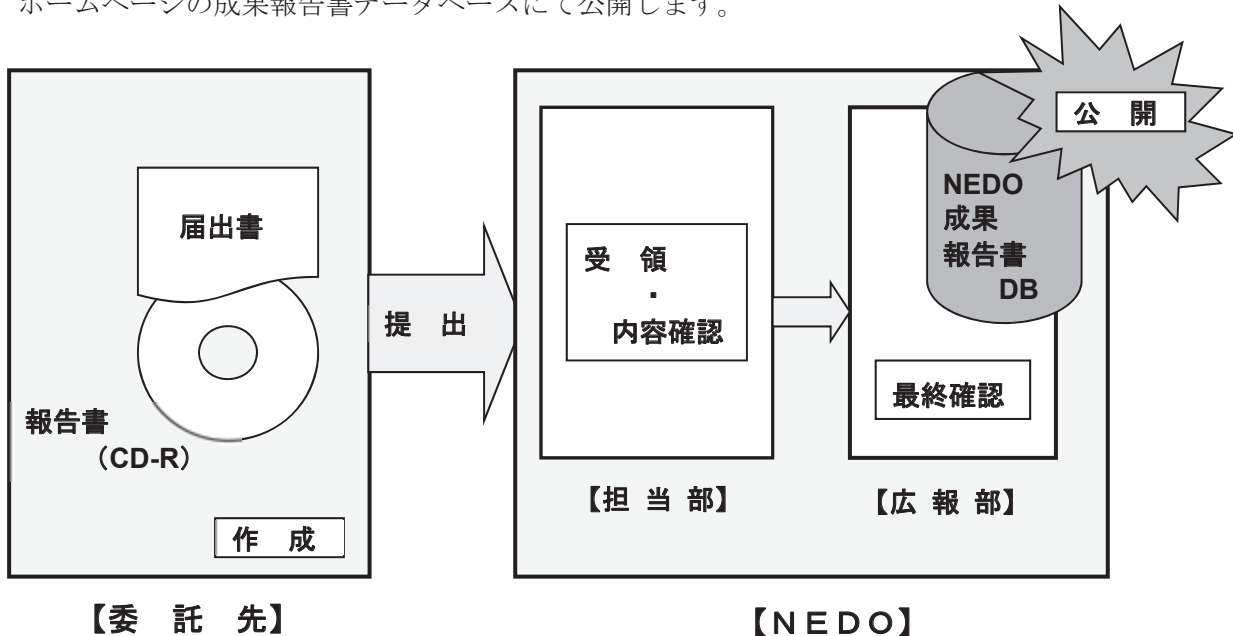 ホームページの成果報告書データベースにて公開します。
公 開
届出書
NEDO
成果
報告書
DB
受 領
・
内容確認
提 出
最終確認
報告書
（CD-R）
作 成
【担 当 部】
【広 報 部】
【委 託 先】
【ＮＥＤＯ】